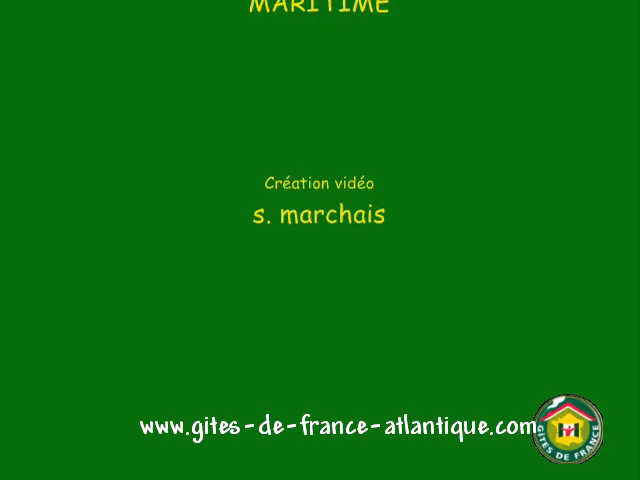 MARITIME
Création vidéo
s. marchais
www.gites-de-france-atlantique.com
GÎTES DE FRANCE